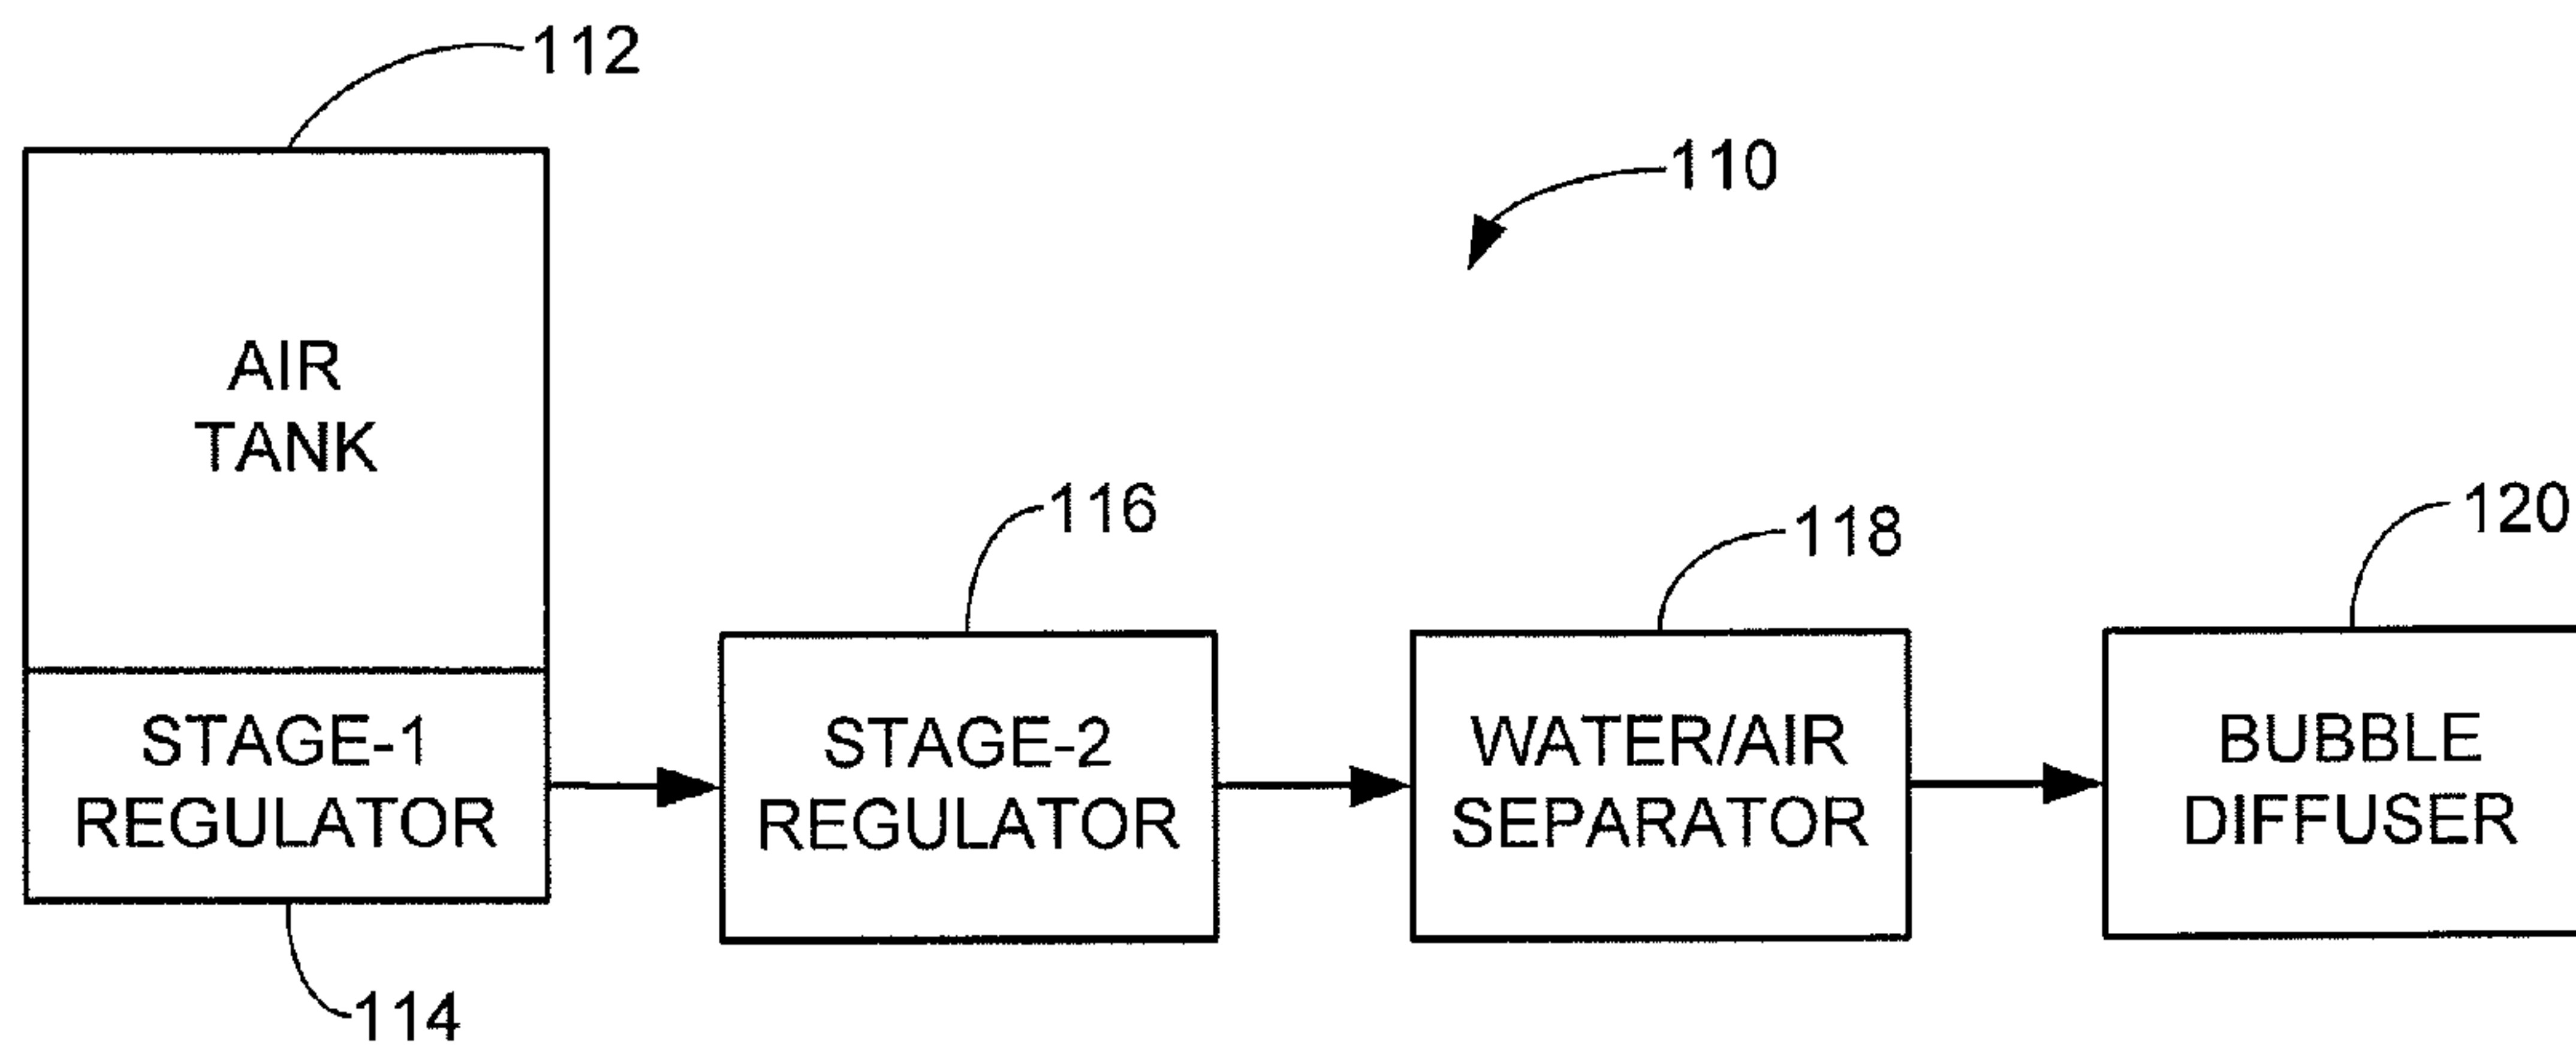 112
110
AIR
TANK
116
118
120
STAGE-1
REGULATOR
STAGE-2
REGULATOR
WATER/AIR
SEPARATOR
BUBBLE
DIFFUSER
114